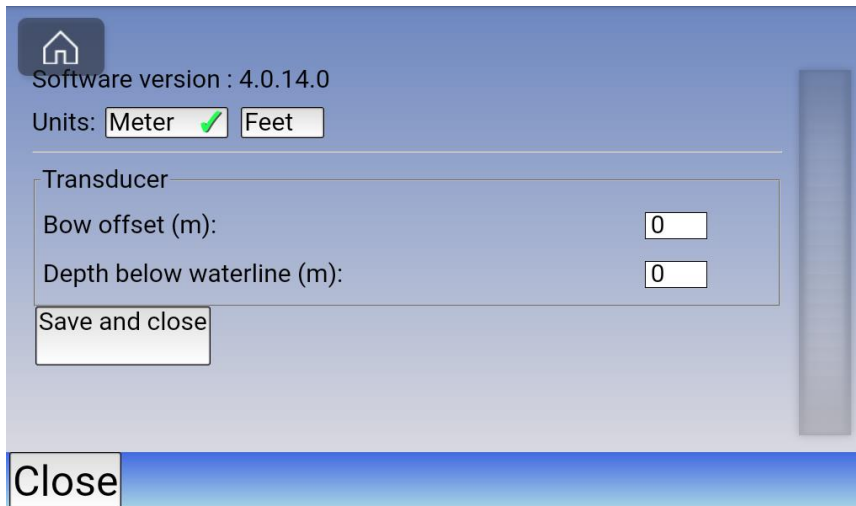 Software version : 4.0.14.0
Units: Meter Feet
Transducer
Bow offset (m): 0
Depth below waterline (m): 0
Save and close
Close